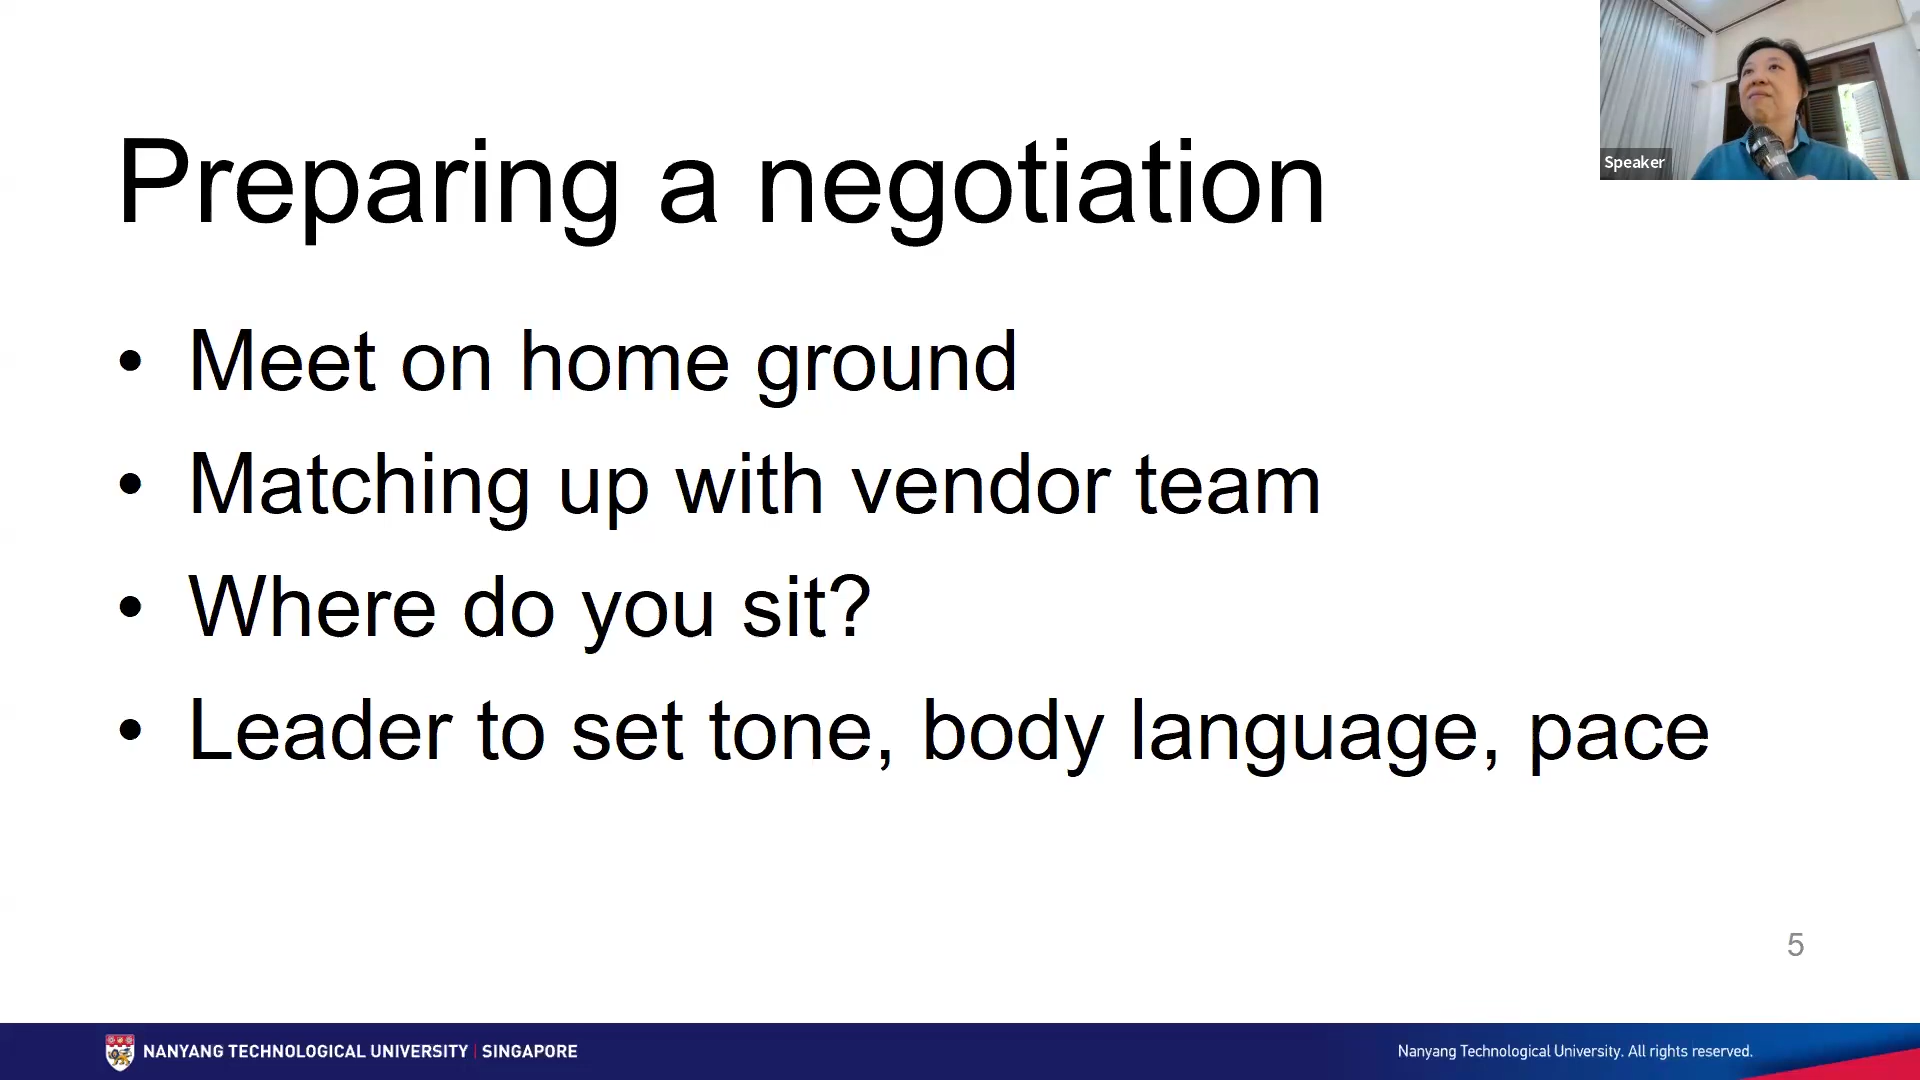 Preparing a negotiation
Speaker
• Meet on home ground
• Matching up with vendor team
• Where do you sit?
• Leader to set tone, body language, pace
5
NANYANG TECHNOLOGICAL UNIVERSITY | SINGAPORE
Nanyang Technological University. All rights reserved.